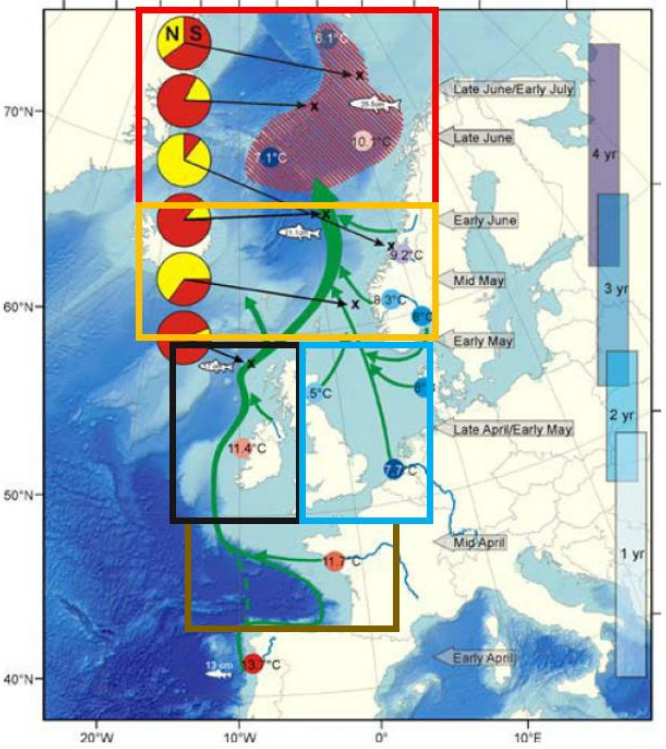 N S
6.1°C
Late June/Early July
70°N
10.1°C
Late June
7.1°C
4 yr
Early June
9.2°C
Mid May
8.3°C
3 yr
60°N
Early May
5°C
2 yr
Late April/Early May
11.4°C
7.7°C
50°N
Mid April
11.7°C
1 yr
13 cm
13.7°C
Early April
40°N
20°W
10°W
0°
10°E